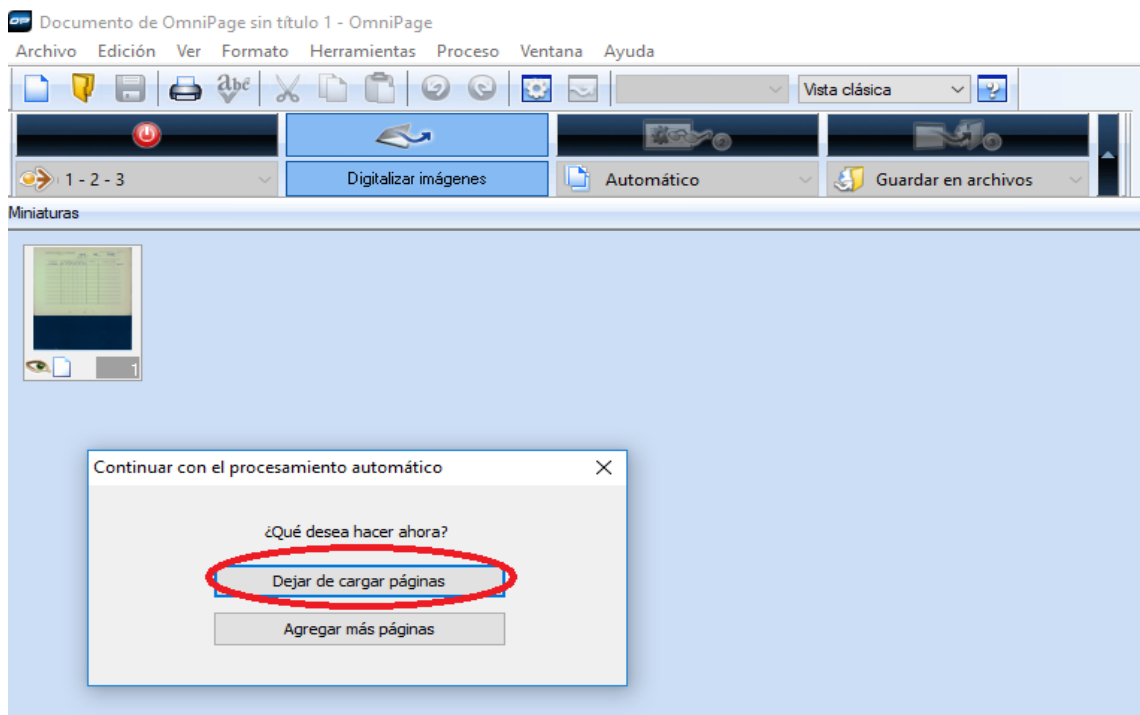 OP Documento de OmniPage sin título 1 - OmniPage
Archivo Edición Ver Formato Herramientas Proceso Ventana Ayuda
abc Vista clásica
1 - 2 - 3 Digitalizar imágenes Automático Guardar en archivos
Miniaturas
1
Continuar con el procesamiento automático
¿Qué desea hacer ahora?
Dejar de cargar páginas
Agregar más páginas